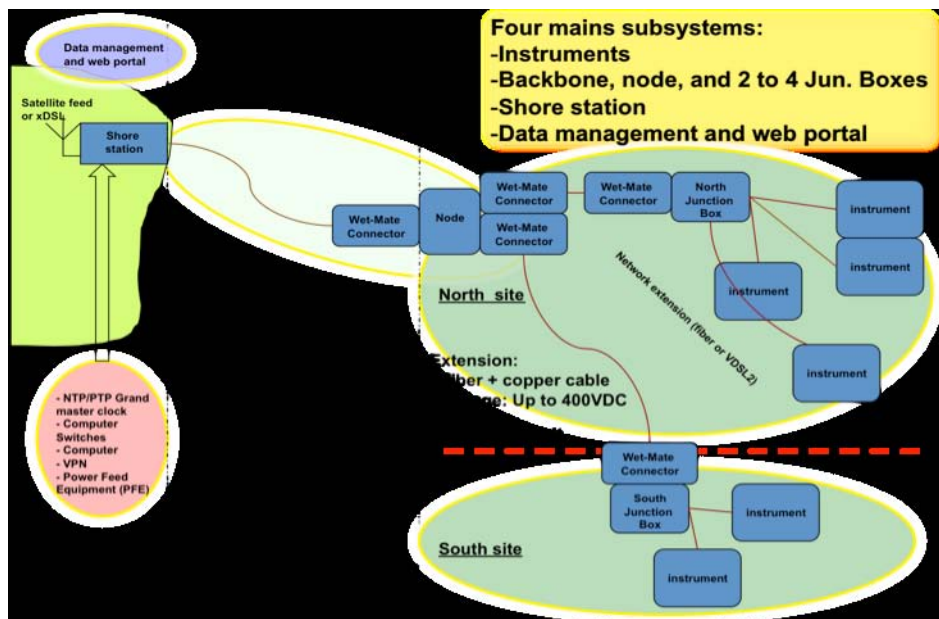 Four mains subsystems:
-Instruments
-Backbone, node, and 2 to 4 Jun. Boxes
-Shore station
-Data management and web portal
Data management
and web portal
Satellite feed
or xDSL
Shore
station
Wet-Mate
Connector
Node
Wet-Mate
Connector
Wet-Mate
Connector
Wet-Mate
Connector
North
Junction
Box
instrument
instrument
instrument
instrument
Network extension (fiber or VDSL2)
North site
Extension:
+ copper cable
Up to 400VDC
- NTP/PTP Grand
master clock
- Computer
Switches
- Computer
- VPN
- Power Feed
Equipment (PFE)
Wet-Mate
Connector
South
Junction
Box
instrument
instrument
South site